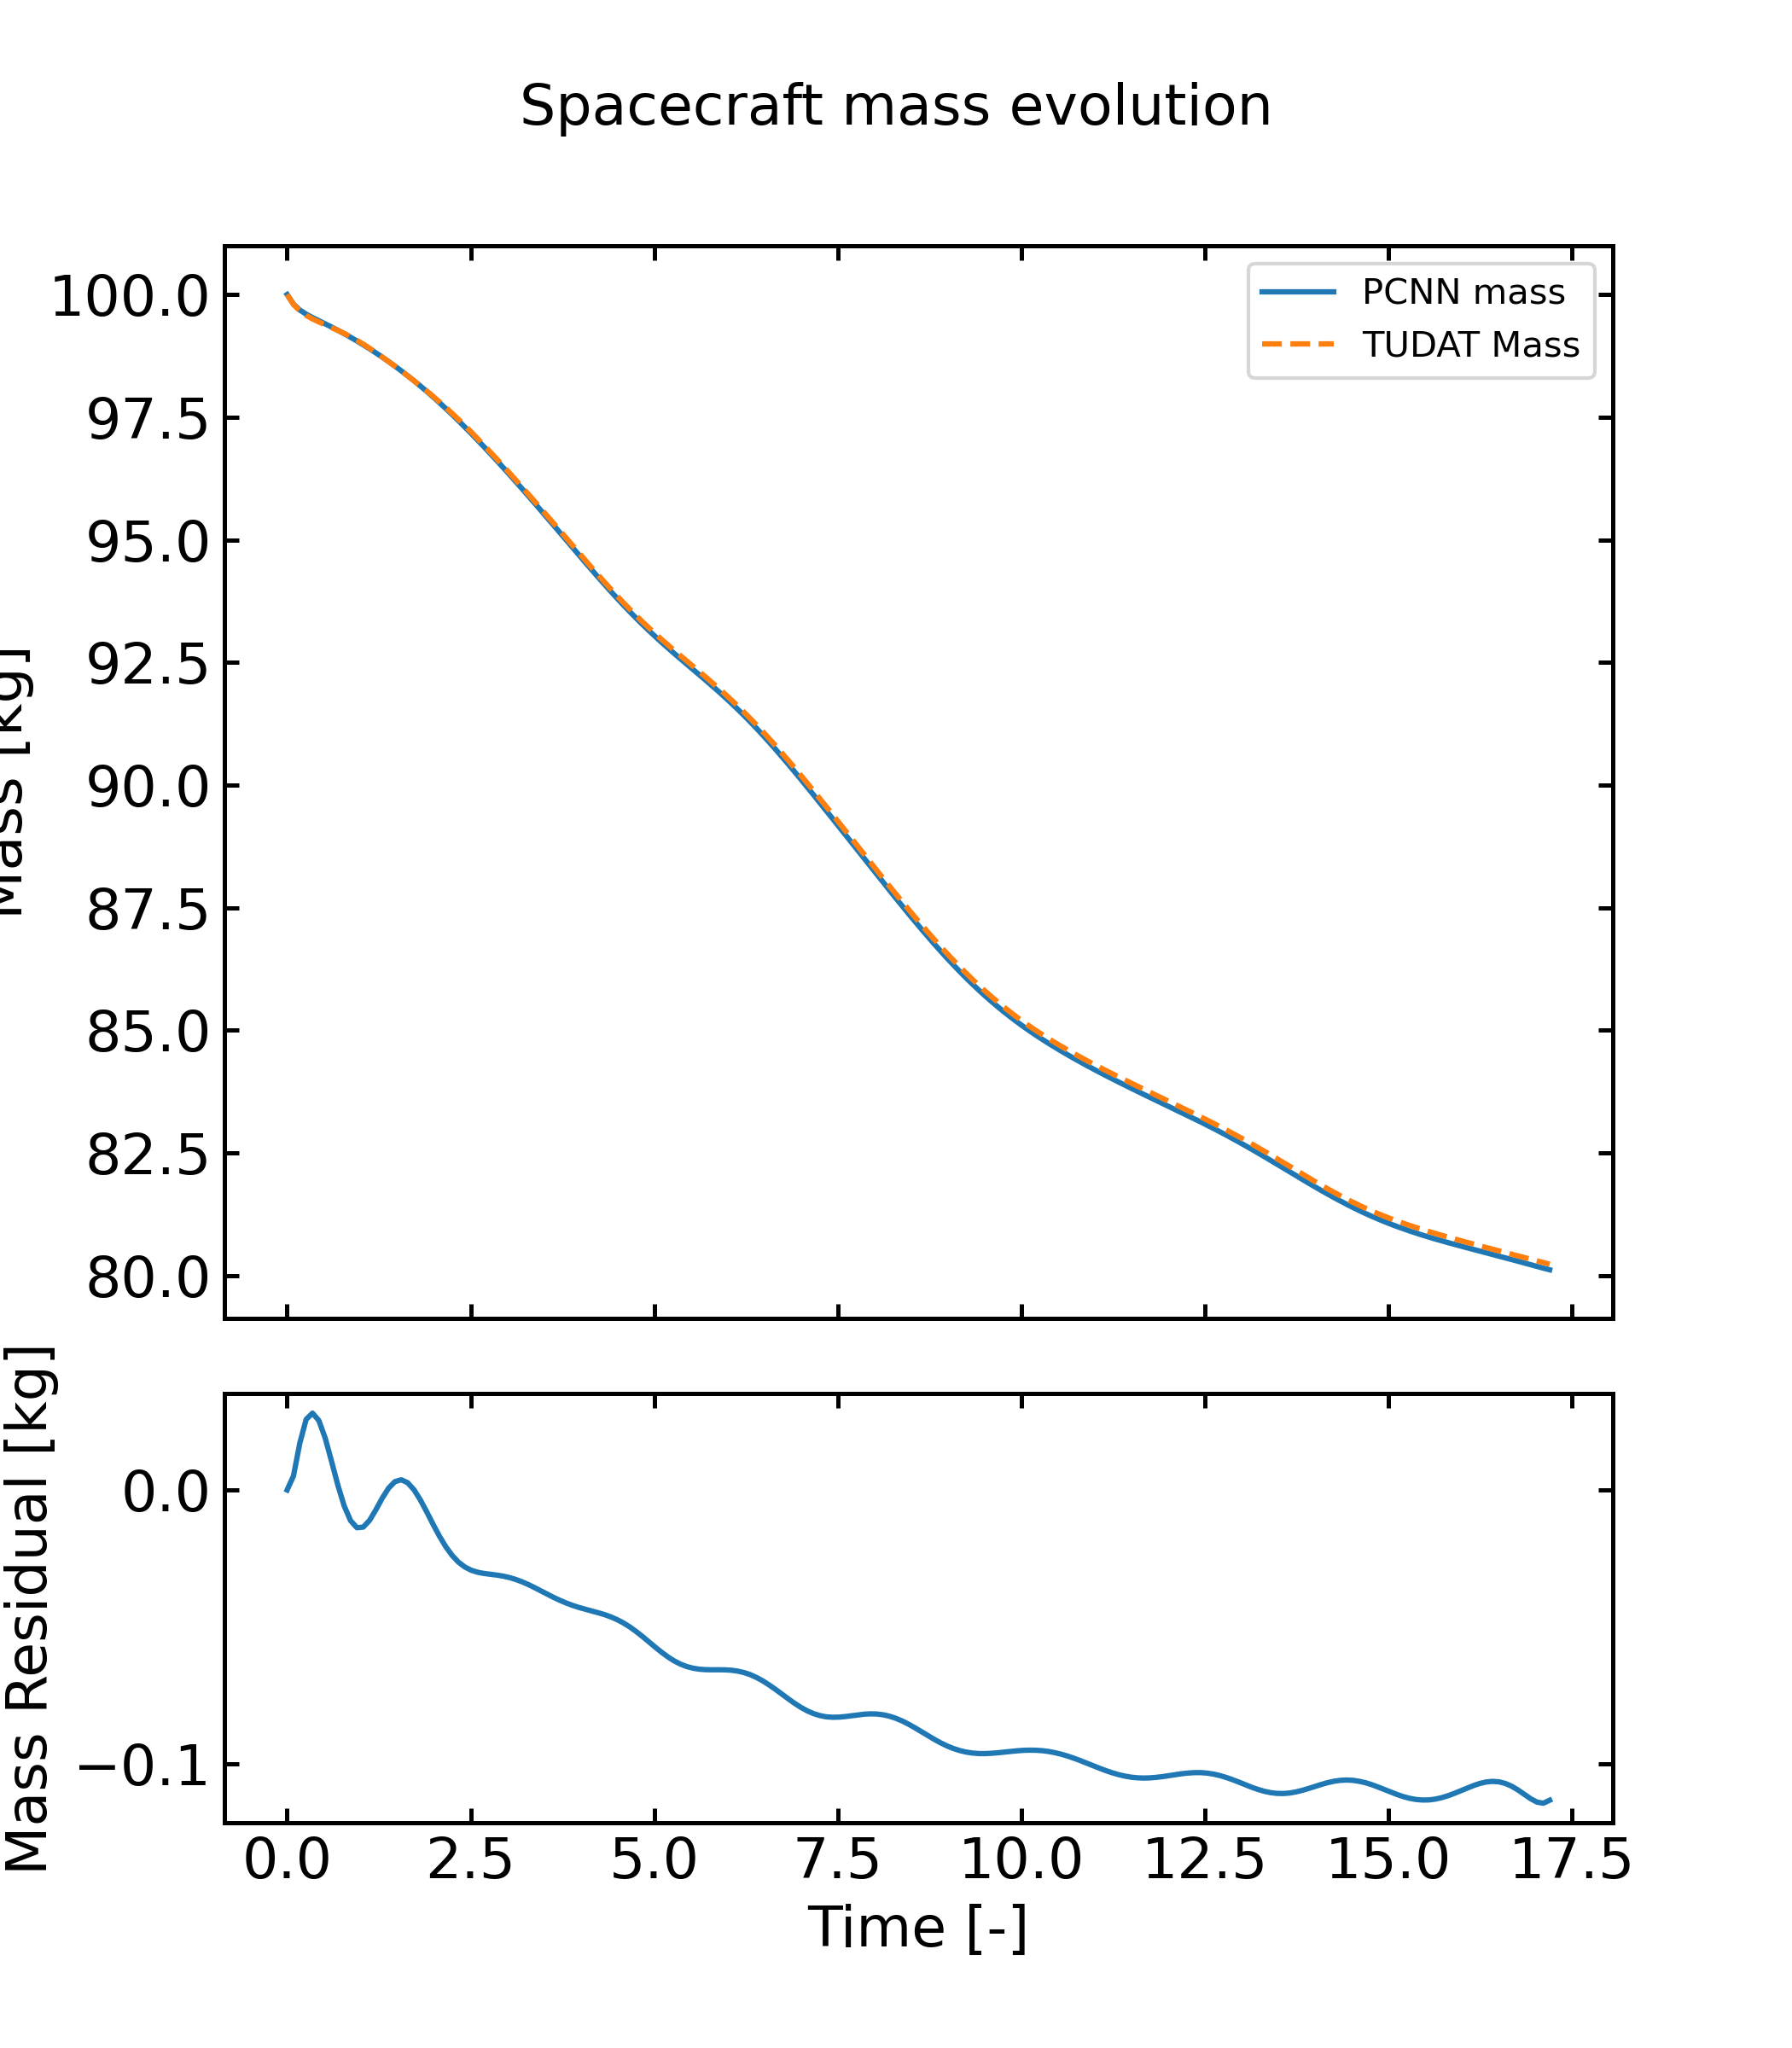 Spacecraft mass evolution
PCNN mass
TUDAT Mass
100.0
97.5
95.0
92.5
90.0
87.5
85.0
82.5
80.0
Mass [kg]
0.0
−0.1
Mass Residual [kg]
0.0 2.5 5.0 7.5 10.0 12.5 15.0 17.5
Time [-]